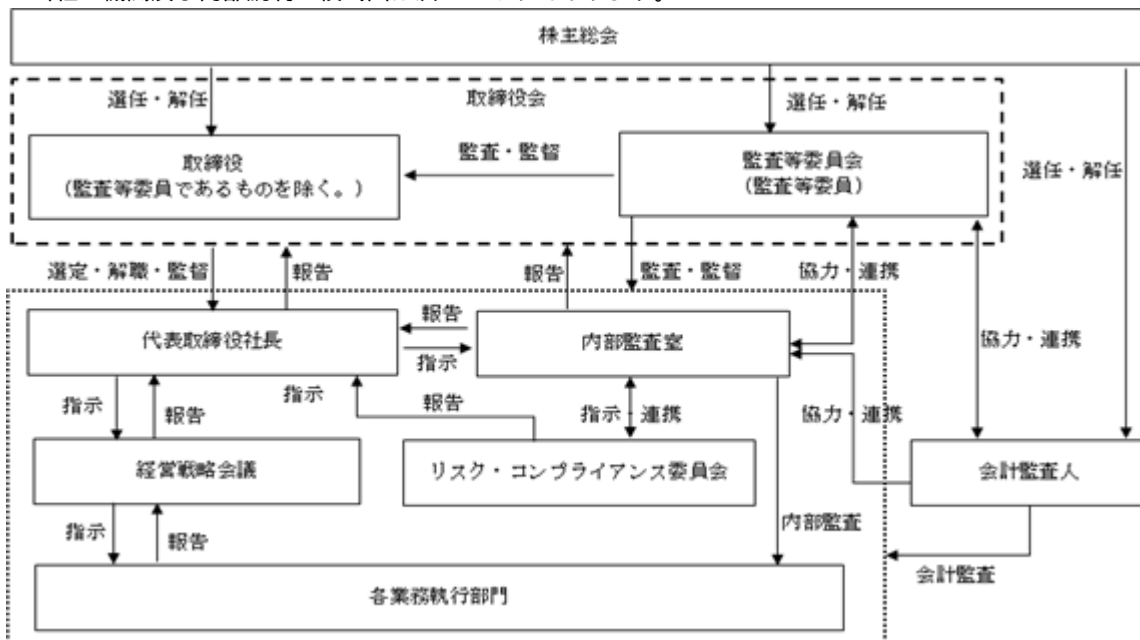 株主総会
選任・解任
取締役会
選任・解任
取締役
(監査等委員であるものを除く。)
監査・監督
監査等委員会
(監査等委員)
選任・解任
選定・解職・監督
報告
報告
監査・監督
協力・連携
代表取締役社長
報告
指示
内部監査室
協力・連携
指示
報告
指示
報告
指示・連携
協力・連携
経営戦略会議
リスク・コンプライアンス委員会
会計監査人
指示
報告
内部監査
会計監査
各業務執行部門